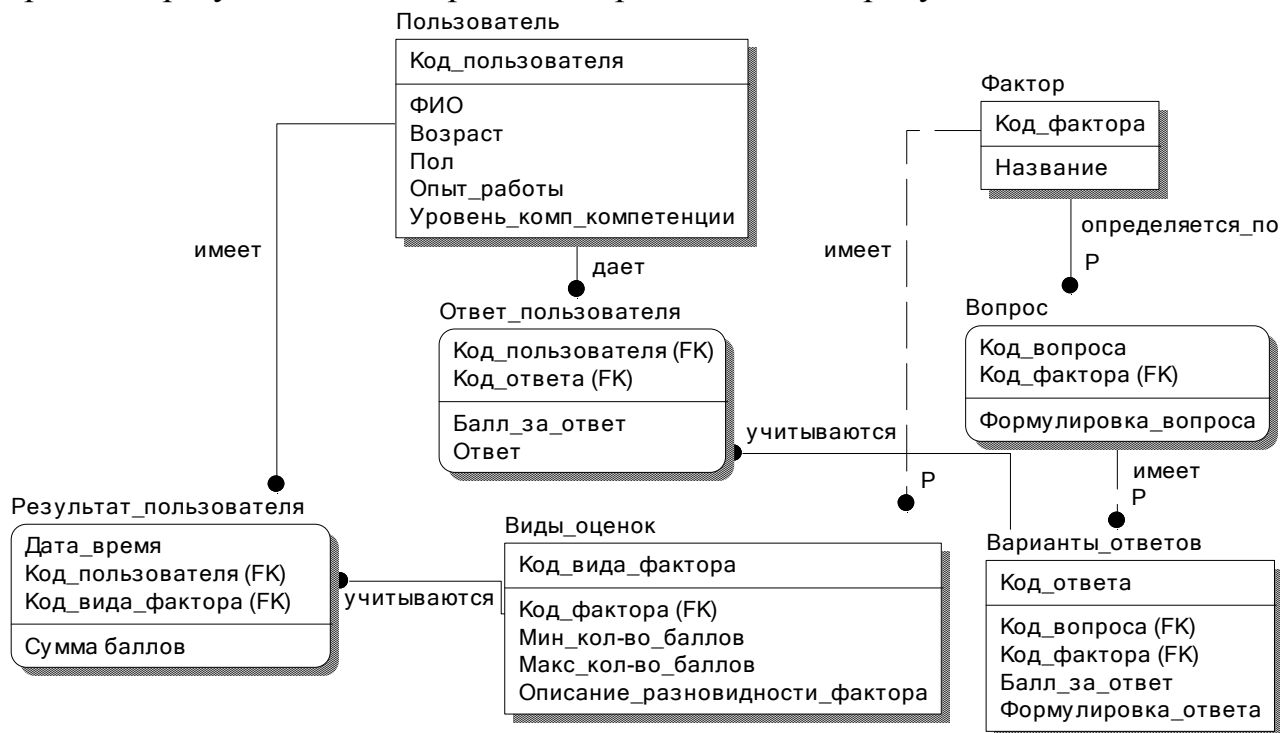 Пользователь
Код_пользователя
ФИО
Возраст
Пол
Опыт_работы
Уровень_комп_компетенции
Фактор
Код_фактора
Название
имеет
дает
имеет
определяется_по
P
Ответ_пользователя
Код_пользователя (FK)
Код_ответа (FK)
Балл_за_ответ
Ответ
Вопрос
Код_вопроса
Код_фактора (FK)
Формулировка_вопроса
учитываются
P
имеет
P
Результат_пользователя
Дата_время
Код_пользователя (FK)
Код_вида_фактора (FK)
Сумма баллов
учитываются
Виды_оценок
Код_вида_фактора
Код_фактора (FK)
Мин_кол-во_баллов
Макс_кол-во_баллов
Описание_разновидности_фактора
Варианты_ответов
Код_ответа
Код_вопроса (FK)
Код_фактора (FK)
Балл_за_ответ
Формулировка_ответа